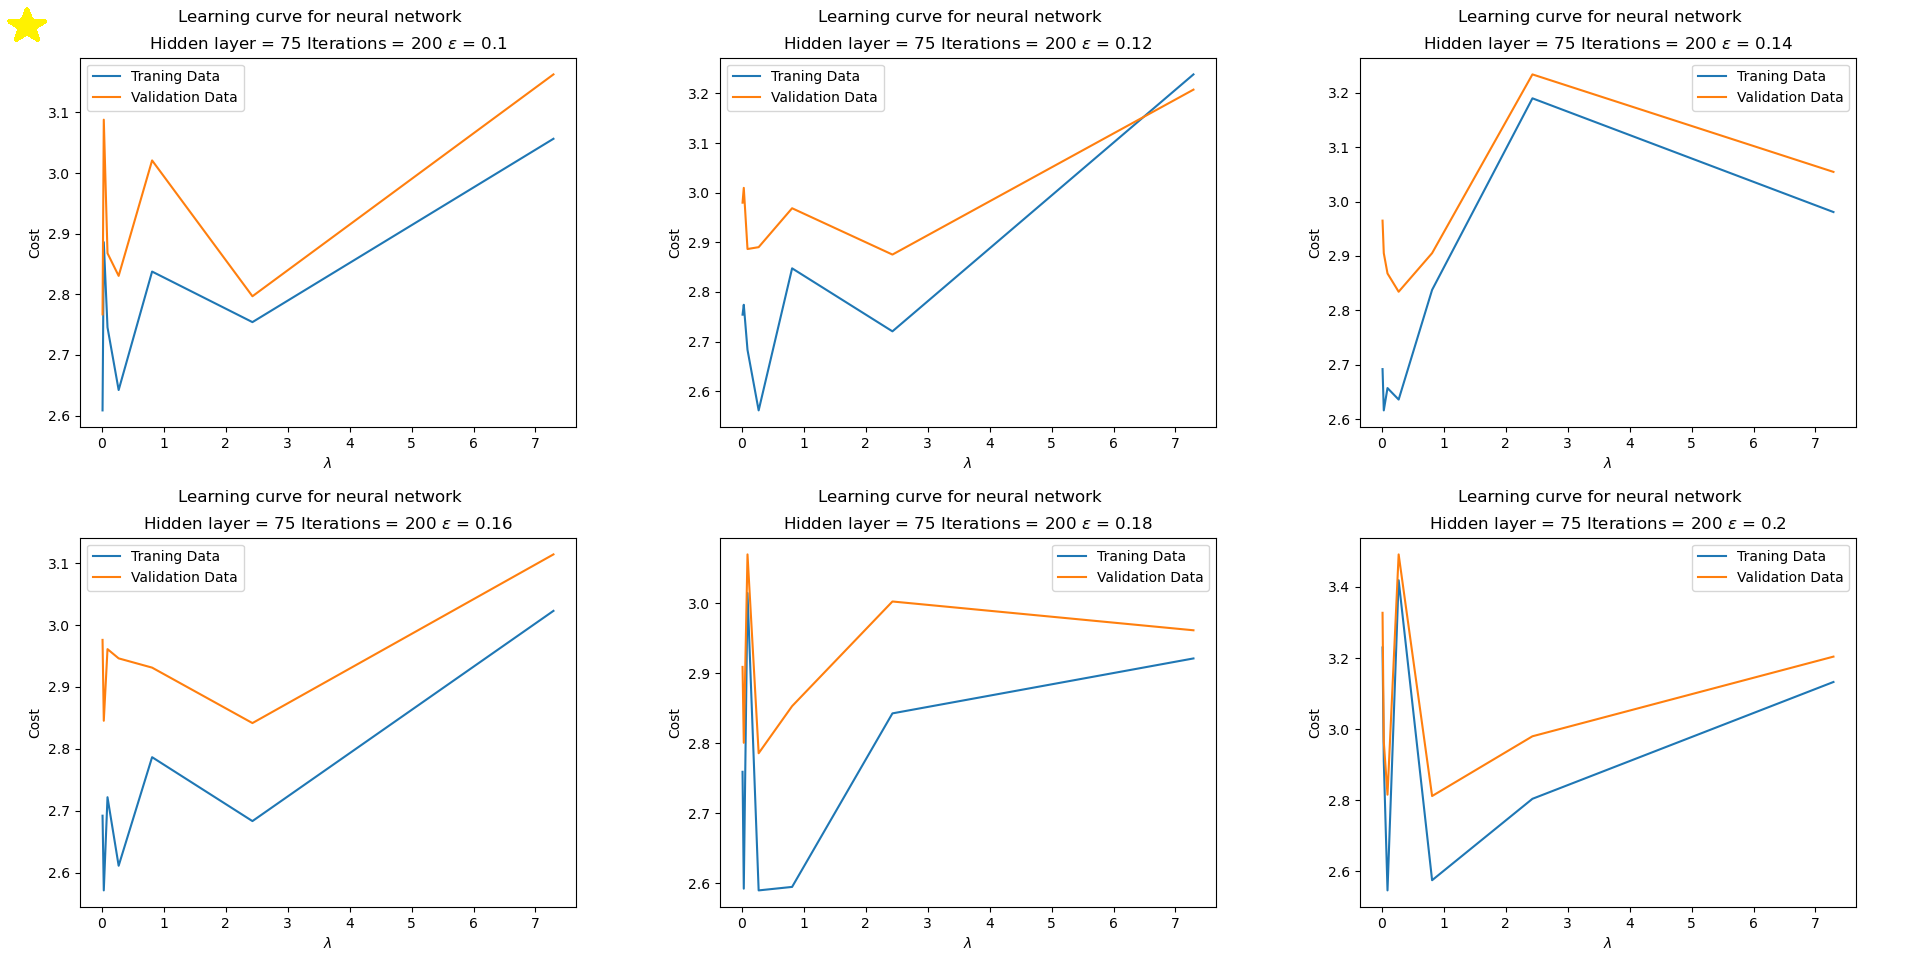 Learning curve for neural network
Hidden layer = 75 Iterations = 200 ε = 0.1
Traning Data
Validation Data
3.1
3.0
2.9
2.8
2.7
2.6
Cost
0 1 2 3 4 5 6 7
λ
Learning curve for neural network
Hidden layer = 75 Iterations = 200 ε = 0.12
Traning Data
Validation Data
3.2
3.1
3.0
2.9
2.8
2.7
2.6
Cost
0 1 2 3 4 5 6 7
λ
Learning curve for neural network
Hidden layer = 75 Iterations = 200 ε = 0.14
Traning Data
Validation Data
3.2
3.1
3.0
2.9
2.8
2.7
2.6
Cost
0 1 2 3 4 5 6 7
λ
Learning curve for neural network
Hidden layer = 75 Iterations = 200 ε = 0.16
Traning Data
Validation Data
3.1
3.0
2.9
2.8
2.7
2.6
Cost
0 1 2 3 4 5 6 7
λ
Learning curve for neural network
Hidden layer = 75 Iterations = 200 ε = 0.18
Traning Data
Validation Data
3.0
2.9
2.8
2.7
2.6
Cost
0 1 2 3 4 5 6 7
λ
Learning curve for neural network
Hidden layer = 75 Iterations = 200 ε = 0.2
Traning Data
Validation Data
3.4
3.2
3.0
2.8
2.6
Cost
0 1 2 3 4 5 6 7
λ